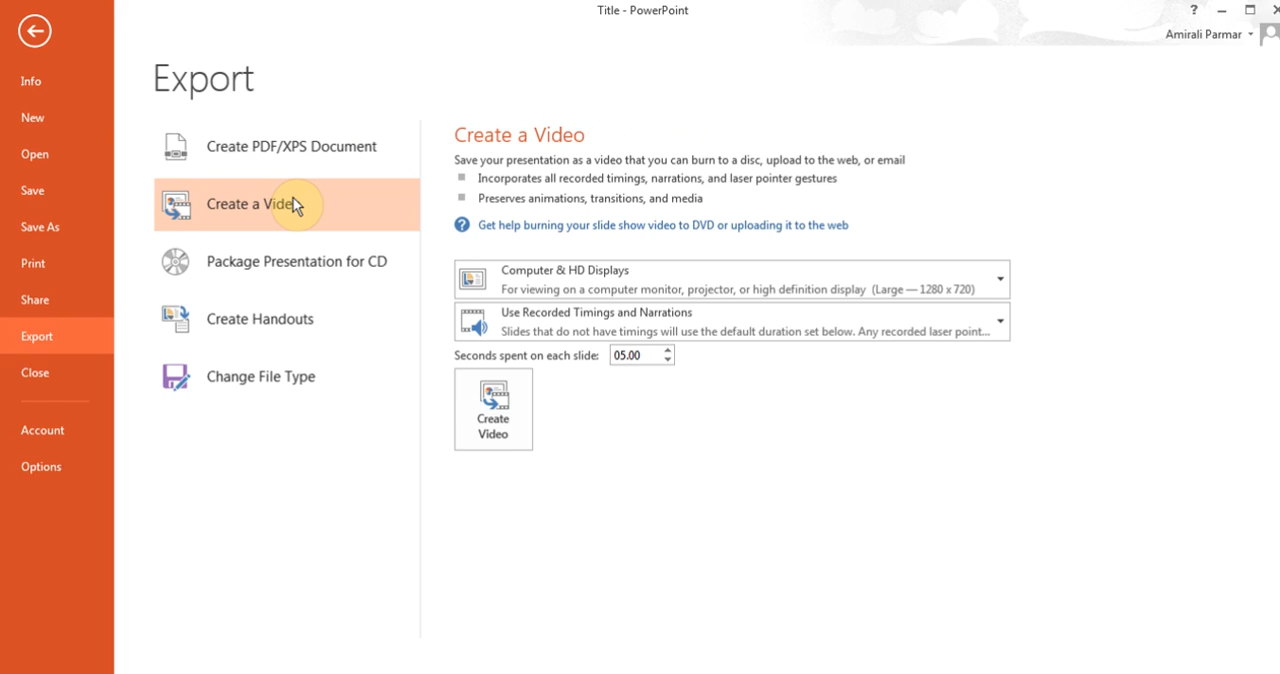 Title - PowerPoint
?
Amirali Parmar
Info
New
Open
Save
Save As
Print
Share
Export
Close
Account
Options
Export
Create PDF/XPS Document
Create a Video
Package Presentation for CD
Create Handouts
Change File Type
Create a Video
Save your presentation as a video that you can burn to a disc, upload to the web, or email
Incorporates all recorded timings, narrations, and laser pointer gestures
Preserves animations, transitions, and media
? Get help burning your slide show video to DVD or uploading it to the web
Computer & HD Displays
For viewing on a computer monitor, projector, or high definition display (Large — 1280 x 720)
Use Recorded Timings and Narrations
Slides that do not have timings will use the default duration set below. Any recorded laser point...
Seconds spent on each slide: 05.00
Create
Video